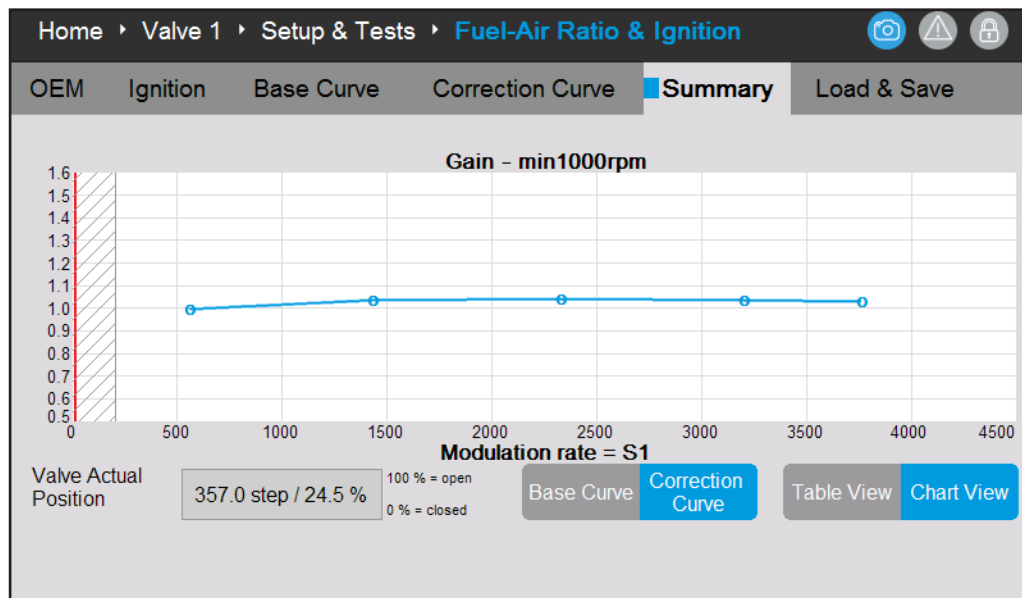 Home ‣ Valve 1 ‣ Setup & Tests ‣ Fuel-Air Ratio & Ignition
OEM Ignition Base Curve Correction Curve Summary Load & Save
Gain - min1000rpm
1.6
1.5
1.4
1.3
1.2
1.1
1.0
0.9
0.8
0.7
0.6
0.5
0 500 1000 1500 2000 2500 3000 3500 4000 4500
Modulation rate = S1
Valve Actual
Position
357.0 step / 24.5 %
100 % = open
0 % = closed
Base Curve
Correction
Curve
Table View
Chart View